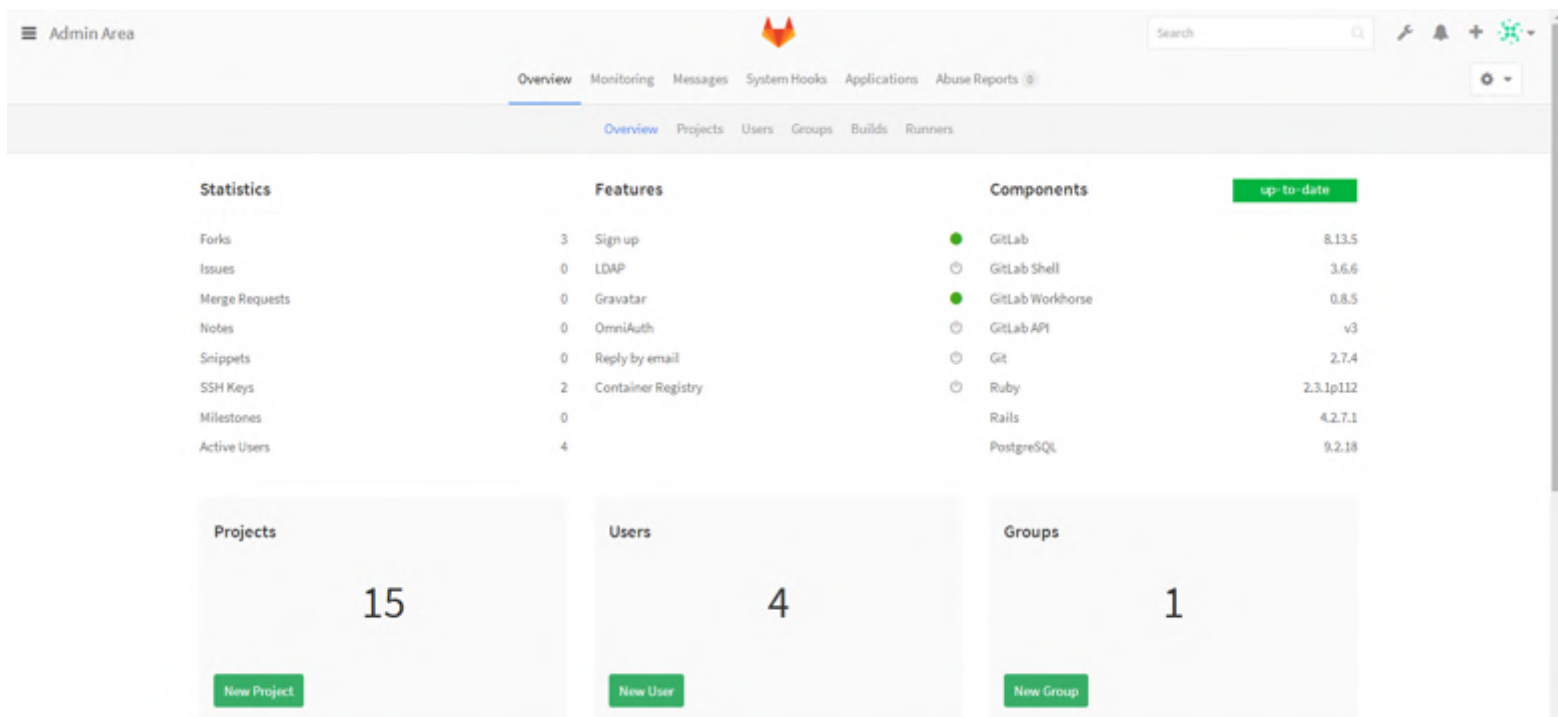 Admin Area
Search
Overview Monitoring Messages System Hooks Applications Abuse Reports 0
Overview Projects Users Groups Builds Runners
Statistics
Forks 3
Issues 0
Merge Requests 0
Notes 0
Snippets 0
SSH Keys 2
Milestones 0
Active Users 4
Features
Sign up
LDAP
Gravatar
OmniAuth
Reply by email
Container Registry
Components up-to-date
GitLab 8.13.5
GitLab Shell 3.6.6
GitLab Workhorse 0.8.5
GitLab API v3
Git 2.7.4
Ruby 2.3.1p112
Rails 4.2.7.1
PostgreSQL 9.2.18
Projects
15
New Project
Users
4
New User
Groups
1
New Group